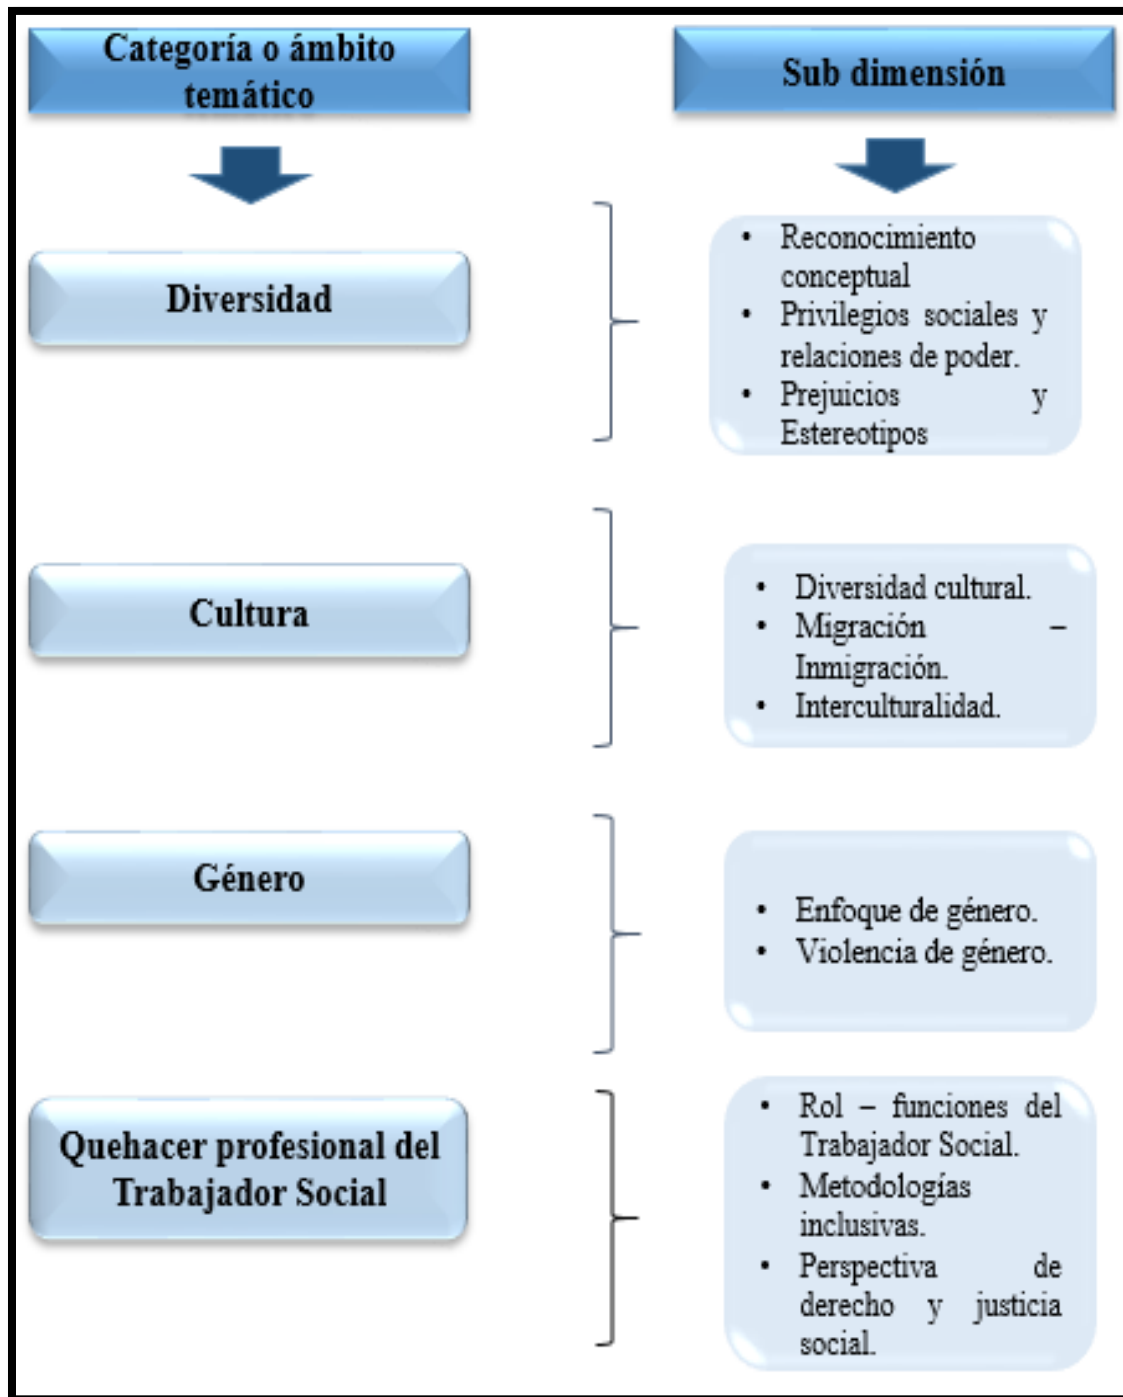 Categoría o ámbito
temático
Sub dimensión
Diversidad
• Reconocimiento
conceptual
• Privilegios sociales y
relaciones de poder.
• Prejuicios y
Estereotipos
Cultura
• Diversidad cultural.
• Migración –
Inmigración.
• Interculturalidad.
Género
• Enfoque de género.
• Violencia de género.
Quehacer profesional del
Trabajador Social
• Rol – funciones del
Trabajador Social.
• Metodologías
inclusivas.
• Perspectiva de
derecho y justicia
social.